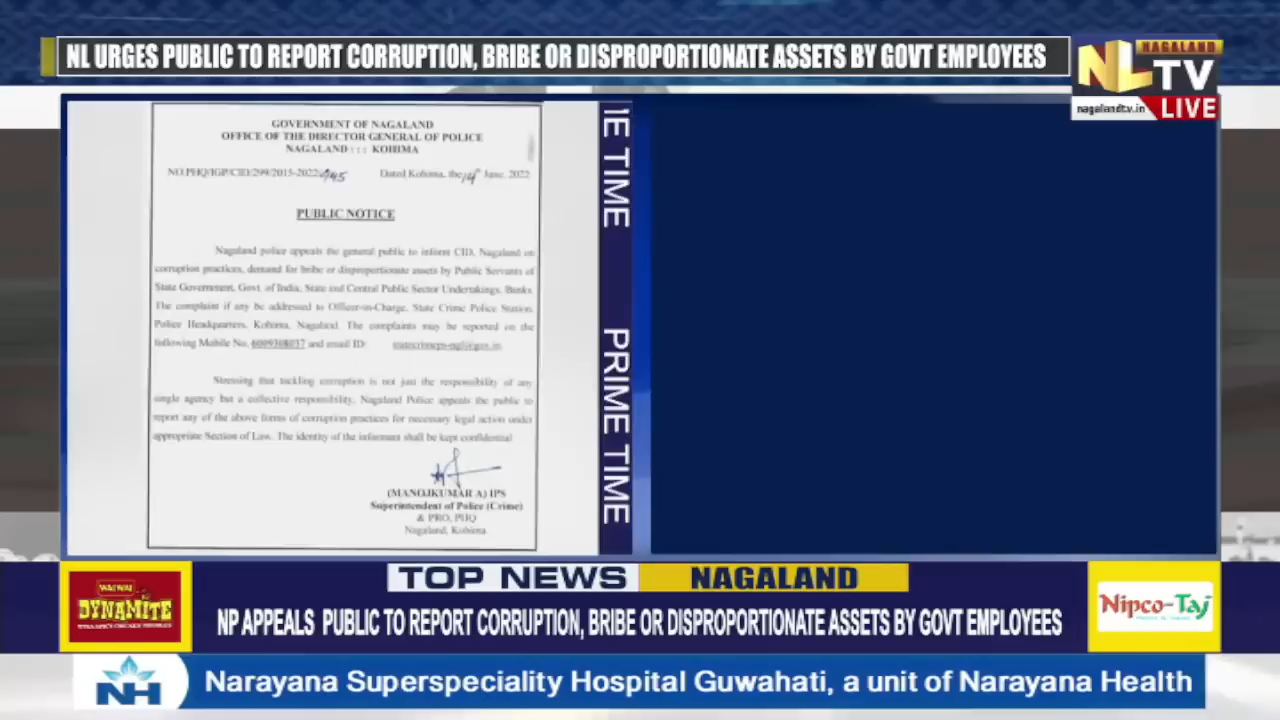 NL URGES PUBLIC TO REPORT CORRUPTION, BRIBE OR DISPROPORTIONATE ASSETS BY GOVT EMPLOYEES
NAGALAND
NL TV
nagalandtv.in LIVE
GOVERNMENT OF NAGALAND
OFFICE OF THE DIRECTOR GENERAL OF POLICE
NAGALAND : : : KOHIMA
NO.PHQ/IGP/CID/299/2015-2022/ Dated Kohima, the 14th June, 2022
PUBLIC NOTICE
Nagaland police appeals the general public to inform CID, Nagaland on
corruption practices, demand for bribe or disproportionate assets by Public Servants of
State Government, Govt. of India, State and Central Public Sector Undertakings, Banks.
The complaint if any be addressed to Officer-in-Charge, State Crime Police Station,
Police Headquarters, Kohima, Nagaland. The complaints may be reported on the
following Mobile No. 6009308037 and email ID:
Stressing that tackling corruption is not just the responsibility of any
single agency but a collective responsibility, Nagaland Police appeals the public to
report any of the above forms of corruption practices for necessary legal action under
appropriate Section of Law. The identity of the informant shall be kept confidential
(MANOJKUMAR A) IPS
Superintendent of Police (Crime)
& PRO, PHQ
Nagaland, Kohima
IE TIME
PRIME TIME
TOP NEWS NAGALAND
NP APPEALS PUBLIC TO REPORT CORRUPTION, BRIBE OR DISPROPORTIONATE ASSETS BY GOVT EMPLOYEES
WAI WAI
DYNAMITE
Nipco-Taj
NH
Narayana Superspeciality Hospital Guwahati, a unit of Narayana Health